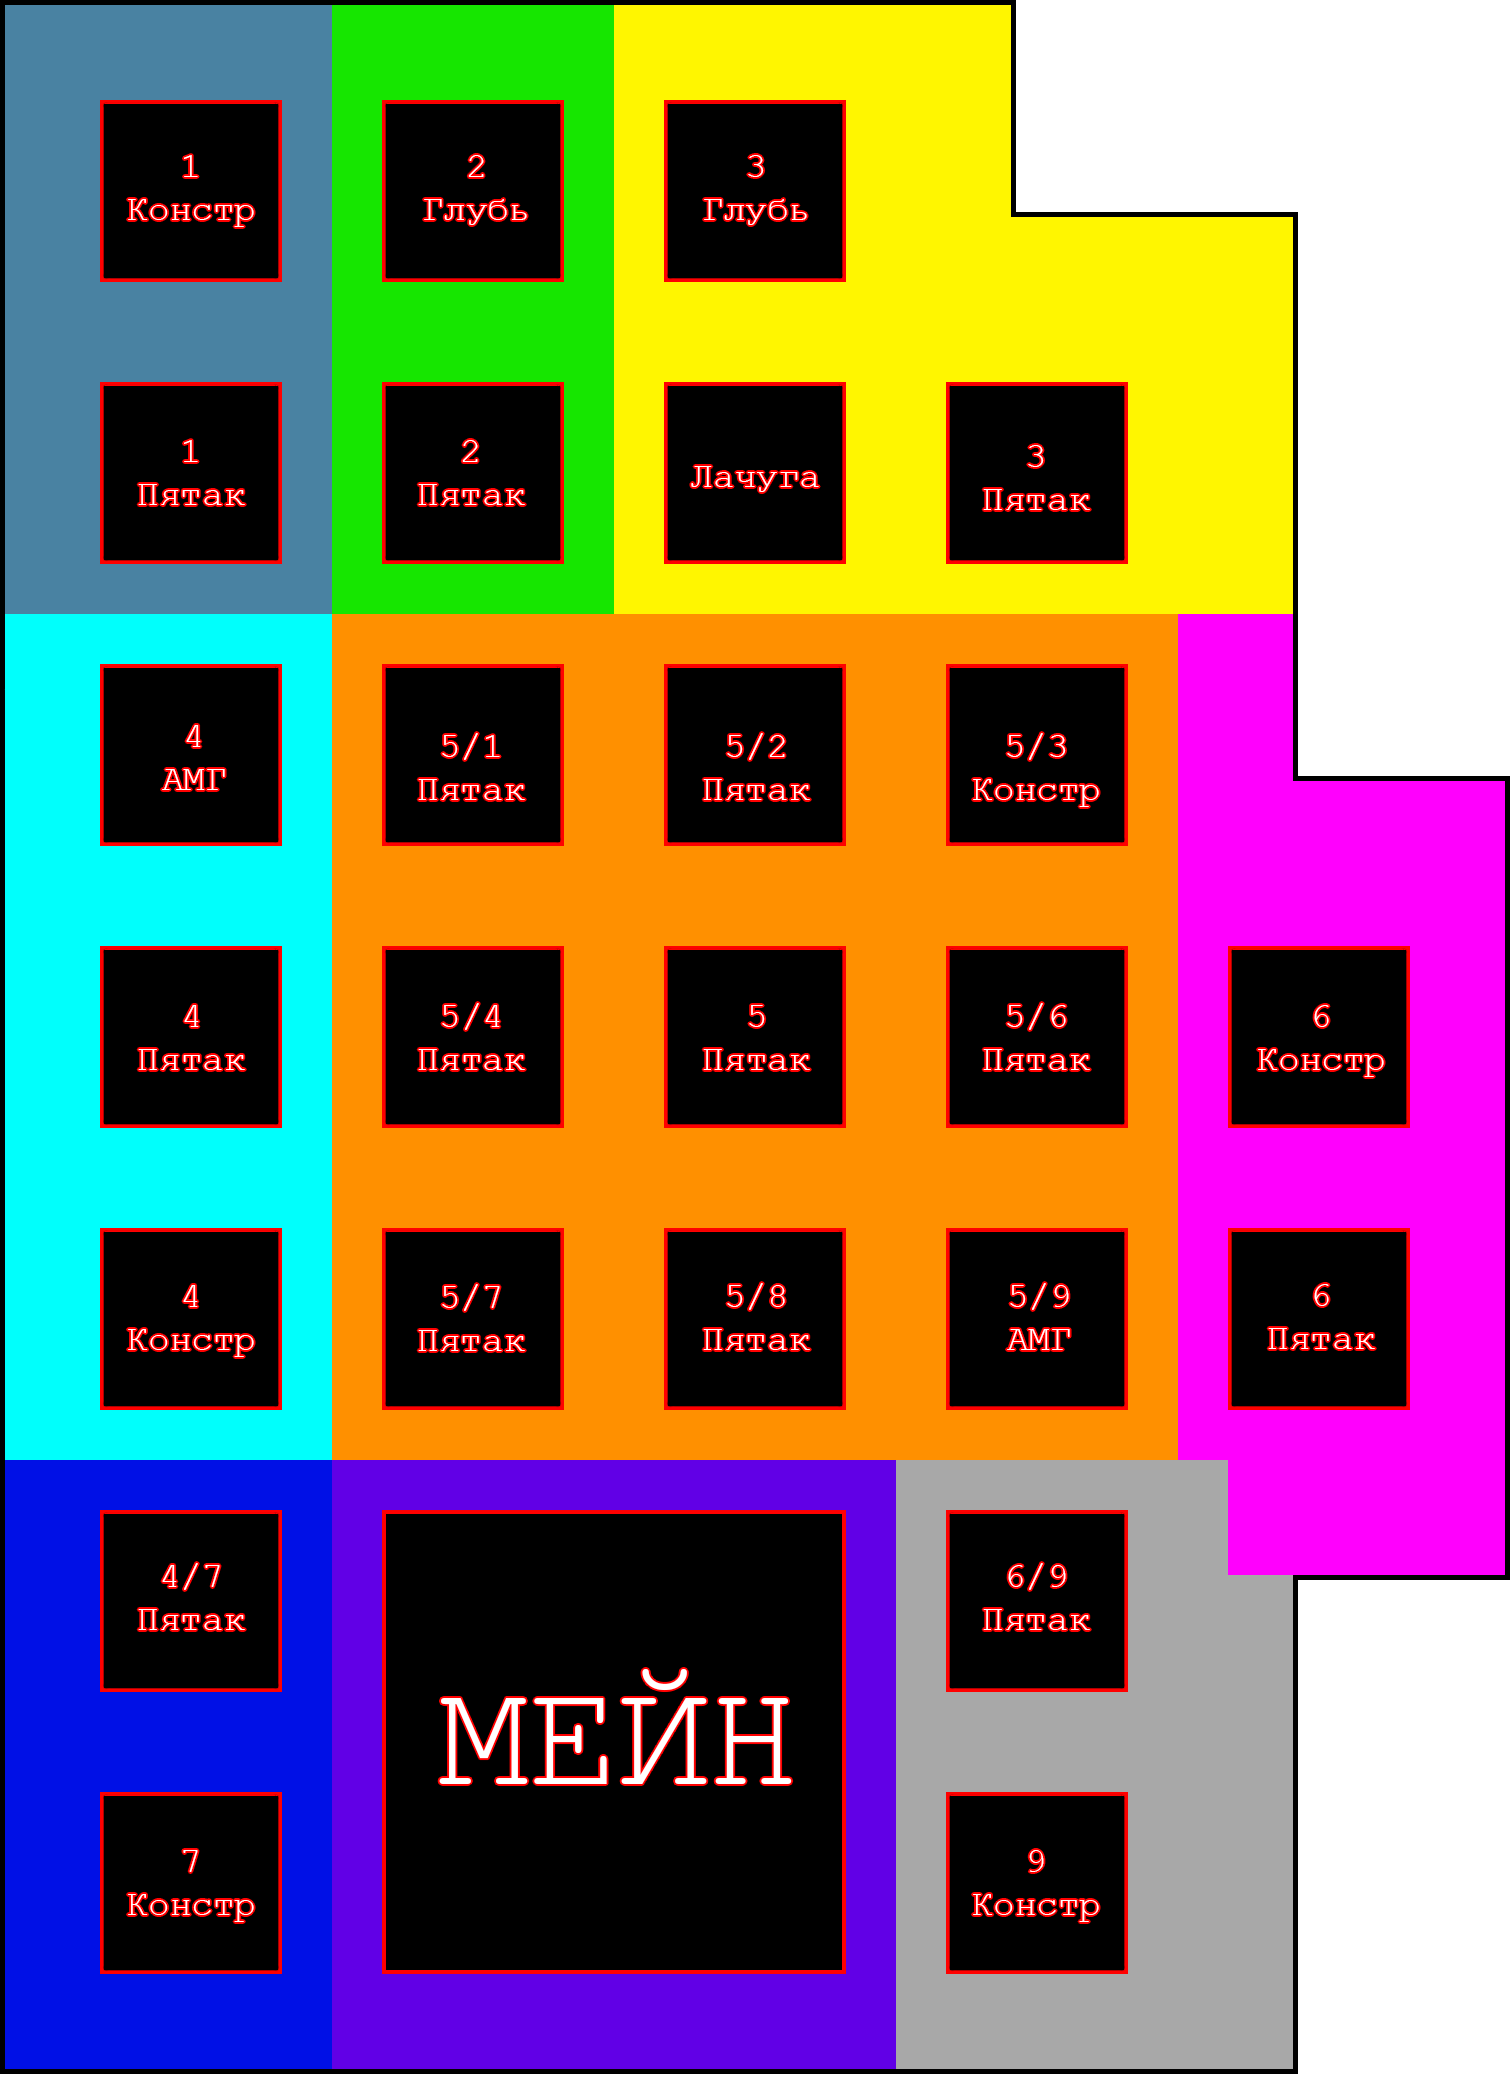 1
Констр
2
Глубь
3
Глубь
1
Пятак
2
Пятак
Лачуга
3
Пятак
4
АМГ
5/1
Пятак
5/2
Пятак
5/3
Констр
4
Пятак
5/4
Пятак
5
Пятак
5/6
Пятак
6
Констр
4
Констр
5/7
Пятак
5/8
Пятак
5/9
АМГ
6
Пятак
4/7
Пятак
МЕЙН
6/9
Пятак
7
Констр
9
Констр